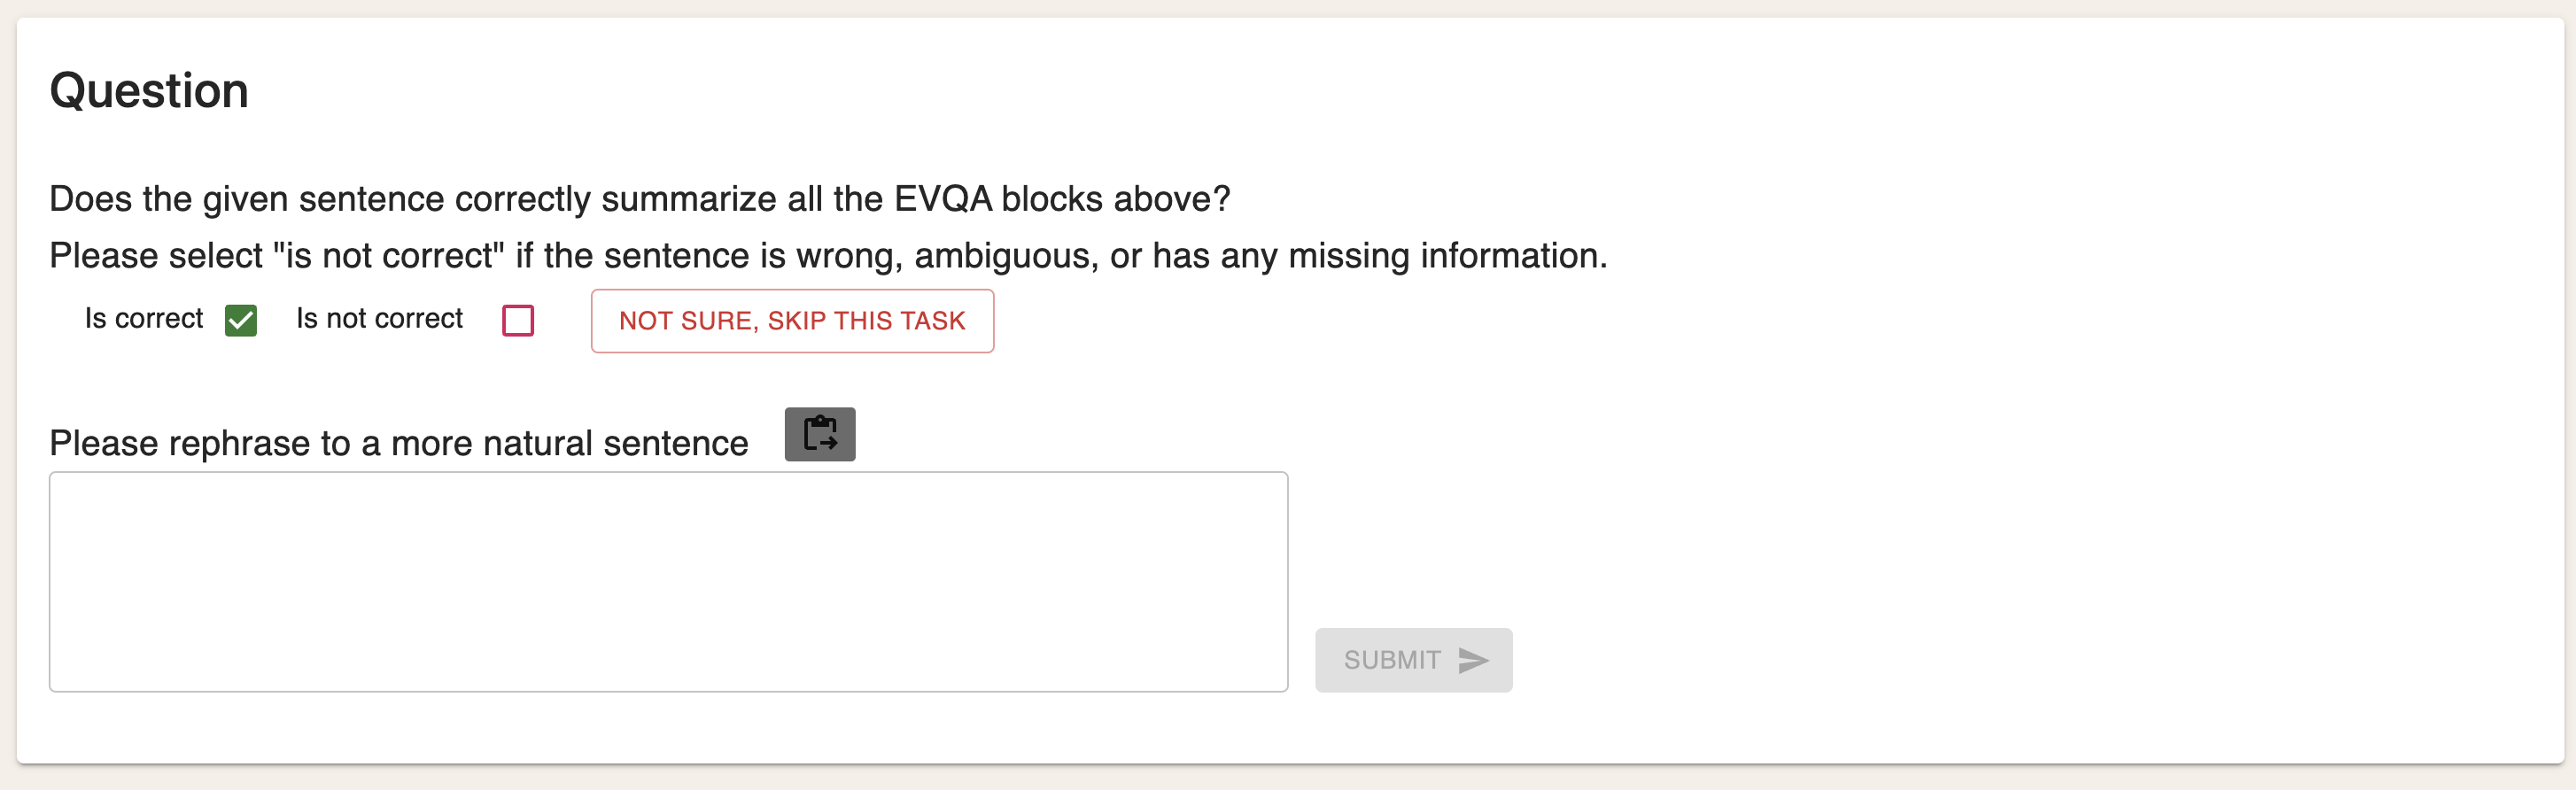 Question
Does the given sentence correctly summarize all the EVQA blocks above?
Please select "is not correct" if the sentence is wrong, ambiguous, or has any missing information.
Is correct Is not correct NOT SURE, SKIP THIS TASK
Please rephrase to a more natural sentence
SUBMIT